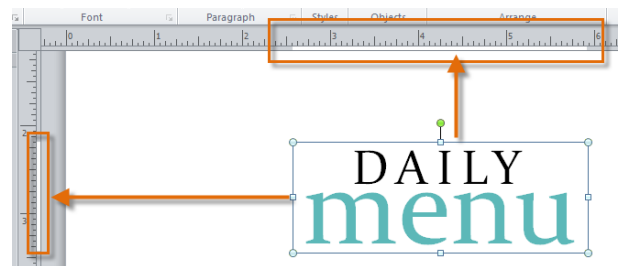 Font Paragraph Styles Objects Arrange
0 1 2 3 4 5 6
2
3
DAILY
menu